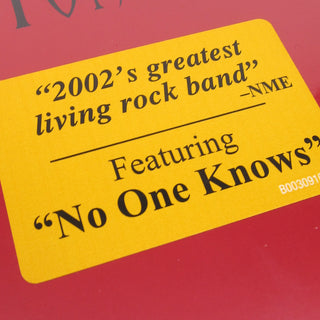 “2002’s greatest
living rock band”
–NME
Featuring
“No One Knows”